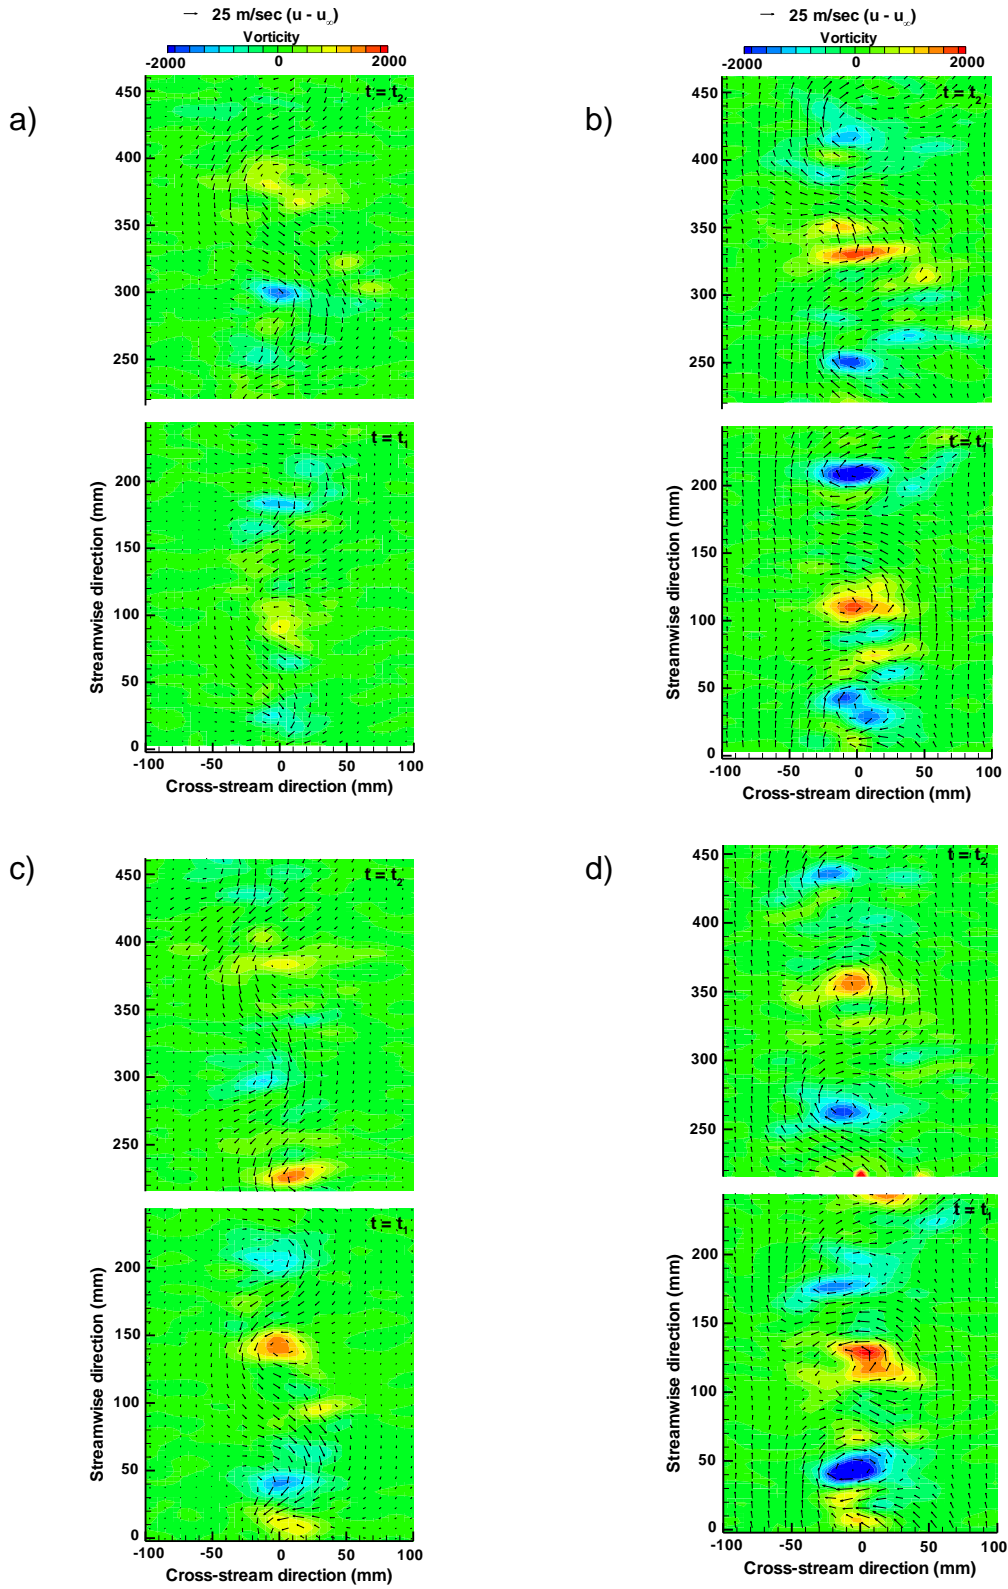 25 m/sec (u - u∞)
Vorticity
-2000 0 2000
a)
t = t2
450
400
350
300
250
t = t1
200
150
100
50
0
Streamwise direction (mm)
-100 -50 0 50 100
Cross-stream direction (mm)
25 m/sec (u - u∞)
Vorticity
-2000 0 2000
b)
t = t2
450
400
350
300
250
t = t
200
150
100
50
0
Streamwise direction (mm)
-100 -50 0 50 100
Cross-stream direction (mm)
c)
t = t2
450
400
350
300
250
t = t1
200
150
100
50
0
Streamwise direction (mm)
-100 -50 0 50 100
Cross-stream direction (mm)
d)
t = t2
450
400
350
300
250
t = t1
200
150
100
50
0
Streamwise direction (mm)
-100 -50 0 50 100
Cross-stream direction (mm)